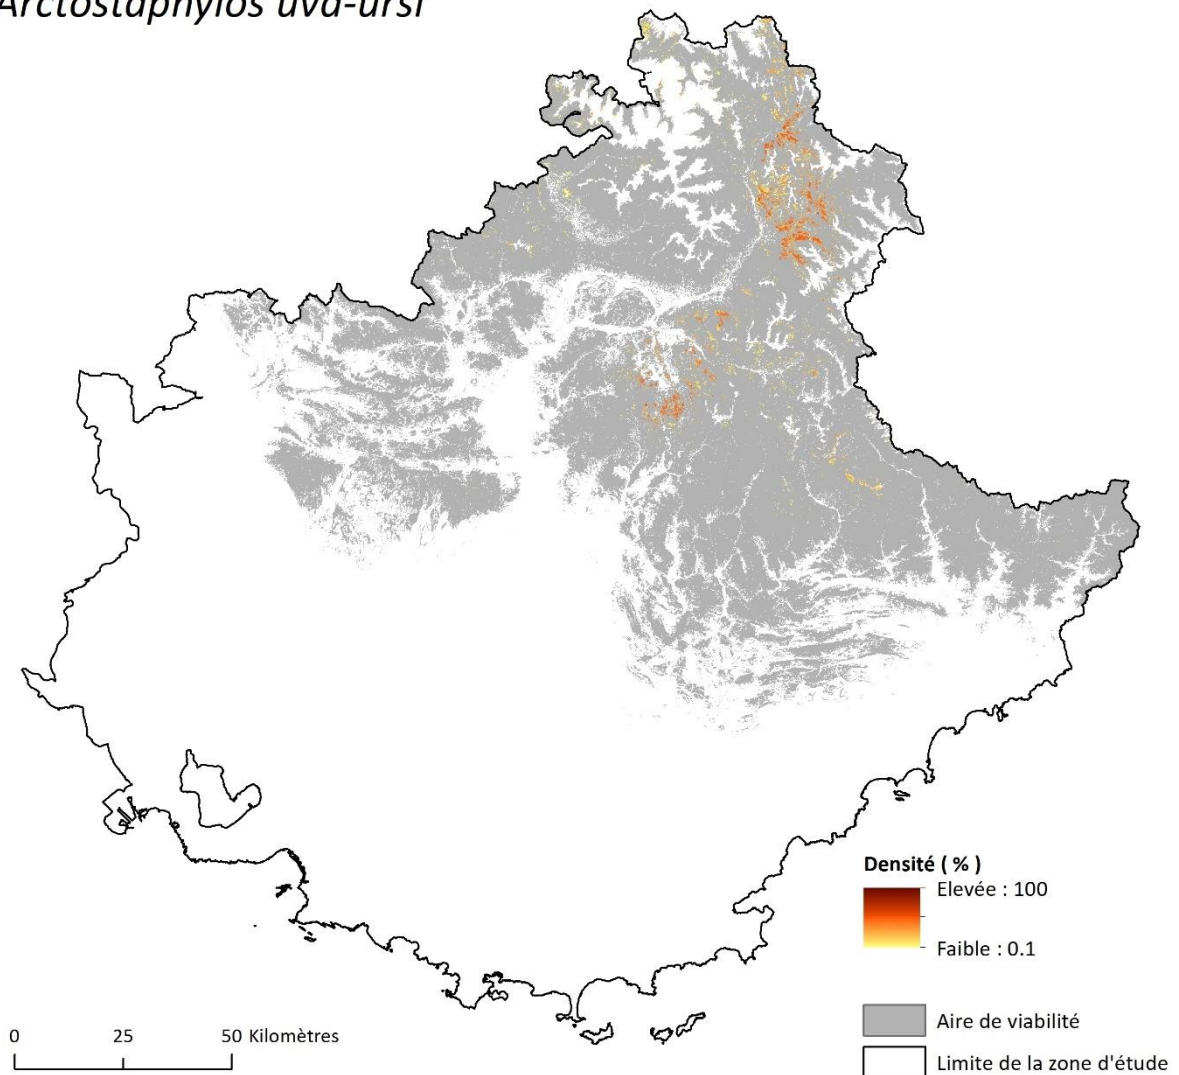 Arctostaphylos uva-ursi
Densité ( % )
Elevée : 100
Faible : 0.1
Aire de viabilité
Limite de la zone d'étude
0 25 50 Kilomètres